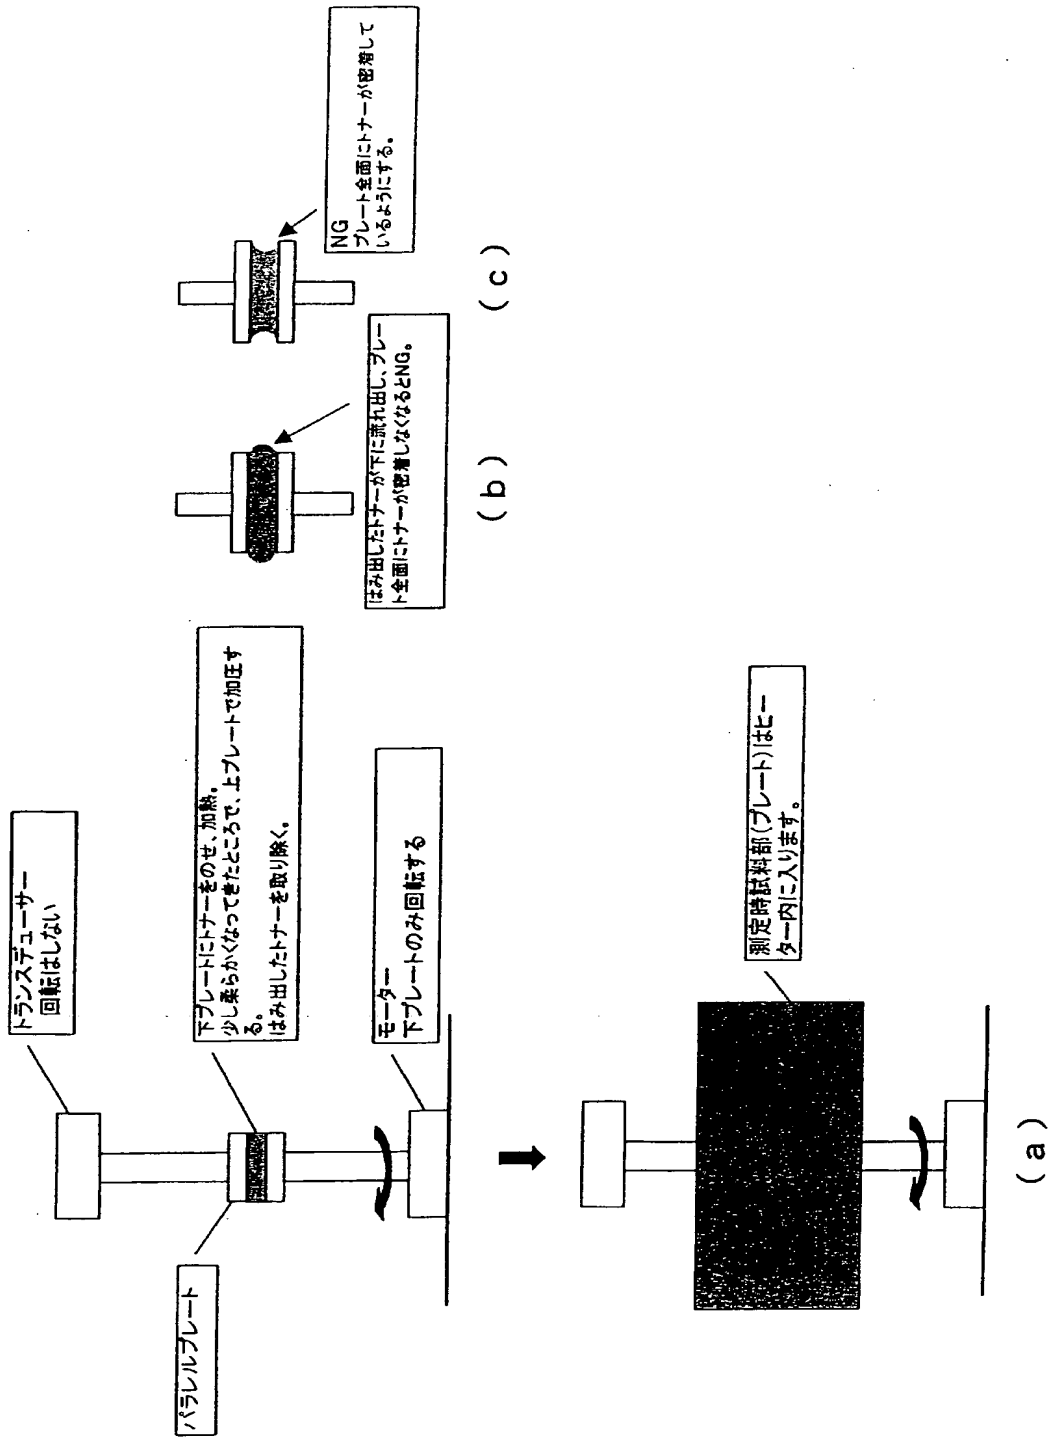 トランスデューサー
回転はしない
パラレルプレート
下プレートにトナーをのせ、加熱。
少し柔らかくなってきたところで、上プレートで加圧す
る。
はみ出したトナーを取り除く。
モーター
下プレートのみ回転する
測定時試料部(プレート)はヒー
ター内に入ります。
(a)
はみ出したトナーが下に流れ出し、プレー
ト全面にトナーが密着しなくなるとNG。
(b)
NG
プレート全面にトナーが密着して
いるようにする。
(c)